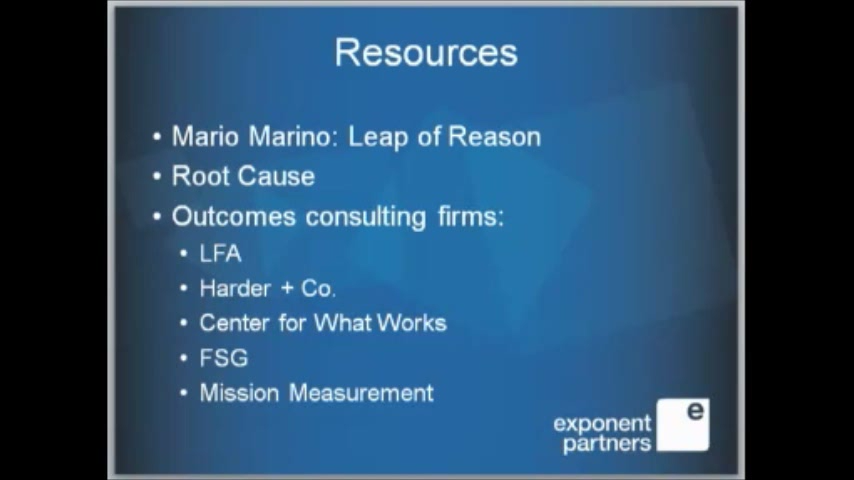 Resources
• Mario Marino: Leap of Reason
• Root Cause
• Outcomes consulting firms:
• LFA
• Harder + Co.
• Center for What Works
• FSG
• Mission Measurement
e
exponent
partners